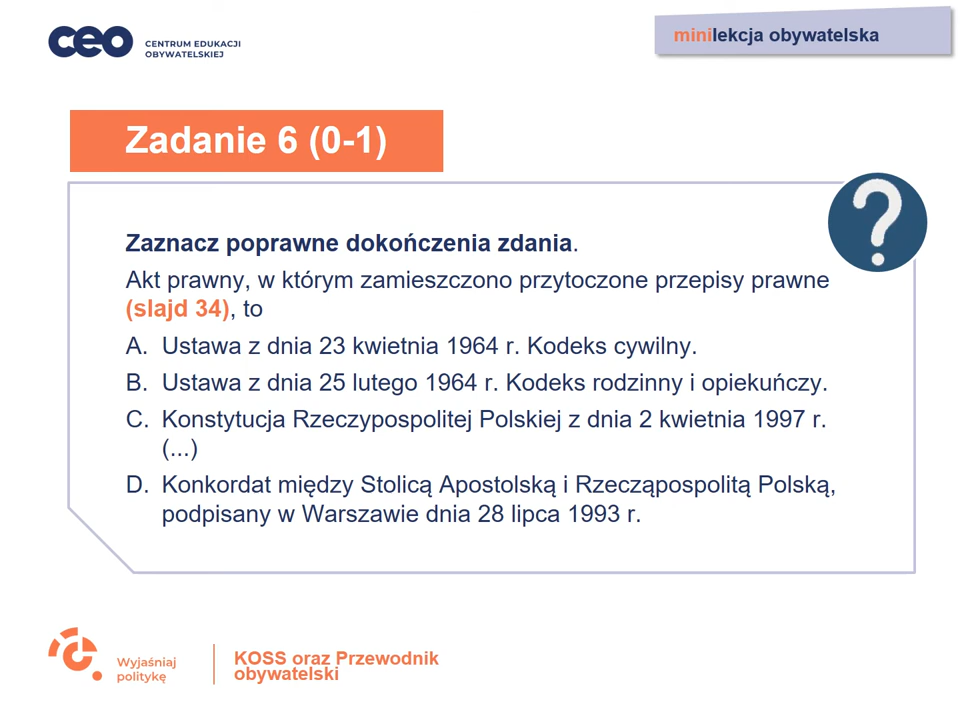 ceo CENTRUM EDUKACJI
OBYWATELSKIEJ
minilekcja obywatelska
Zadanie 6 (0-1)
?
Zaznacz poprawne dokończenia zdania.
Akt prawny, w którym zamieszczono przytoczone przepisy prawne
(slajd 34), to
A. Ustawa z dnia 23 kwietnia 1964 r. Kodeks cywilny.
B. Ustawa z dnia 25 lutego 1964 r. Kodeks rodzinny i opiekuńczy.
C. Konstytucja Rzeczypospolitej Polskiej z dnia 2 kwietnia 1997 r.
(...)
D. Konkordat między Stolicą Apostolską i Rzecząpospolitą Polską,
podpisany w Warszawie dnia 28 lipca 1993 r.
Wyjaśniaj
politykę
KOSS oraz Przewodnik
obywatelski